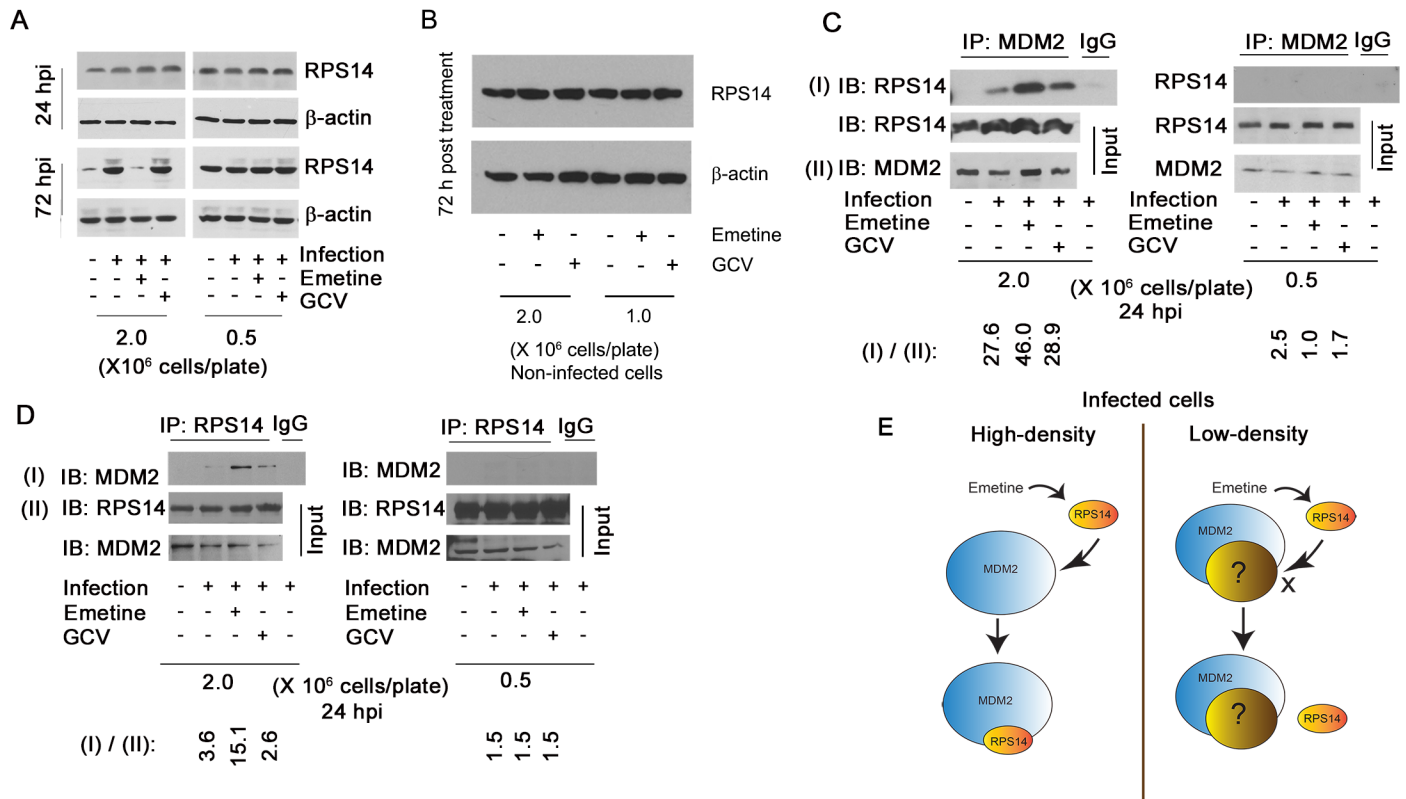 A
24 hpi
RPS14
β-actin
72 hpi
RPS14
β-actin
- + + + - + + + Infection
- - + - - - + - Emetine
- - - + - - - + GCV
2.0 0.5
(X10⁶ cells/plate)
B
72 h post treatment
RPS14
β-actin
- + - - + - Emetine
- - + - - + GCV
2.0 1.0
(X 10⁶ cells/plate)
Non-infected cells
C
IP: MDM2 IgG
(I) IB: RPS14
IB: RPS14
(II) IB: MDM2
Input
Infection - + + + +
Emetine - - + -
GCV - - - + -
2.0
IP: MDM2 IgG
RPS14
RPS14
MDM2
Input
Infection - + + + +
Emetine - - + -
GCV - - - + -
0.5
(X 10⁶ cells/plate)
24 hpi
(I) / (II): 27.6 46.0 28.9 2.5 1.0 1.7
D
IP: RPS14 IgG
(I) IB: MDM2
(II) IB: RPS14
IB: MDM2
Input
Infection - + + + +
Emetine - - + - -
GCV - - - + -
2.0
IP: RPS14 IgG
IB: MDM2
IB: RPS14
IB: MDM2
Input
Infection - + + + +
Emetine - - + - -
GCV - - - + -
0.5
(X 10⁶ cells/plate)
24 hpi
(I) / (II): 3.6 15.1 2.6 1.5 1.5 1.5
E
Infected cells
High-density
Emetine
RPS14
MDM2
MDM2
RPS14
Low-density
Emetine
RPS14
MDM2
?
X
MDM2
?
RPS14